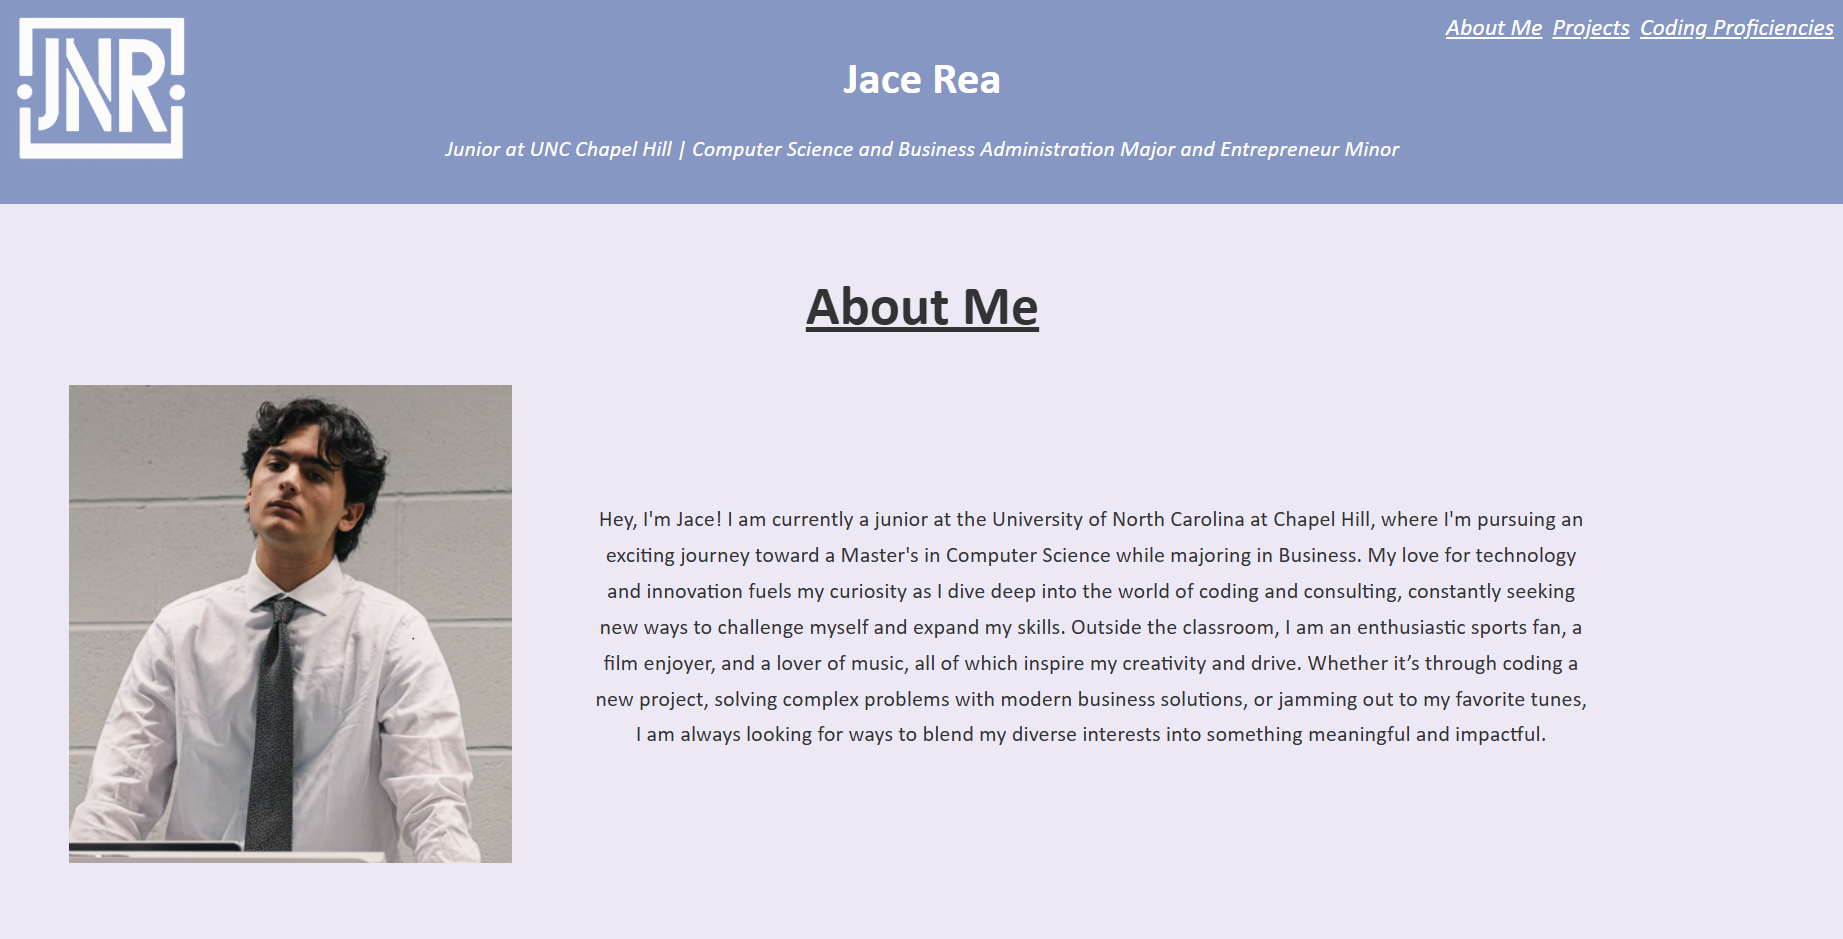 JNR
About Me Projects Coding Proficiencies
Jace Rea
Junior at UNC Chapel Hill | Computer Science and Business Administration Major and Entrepreneur Minor
About Me
Hey, I'm Jace! I am currently a junior at the University of North Carolina at Chapel Hill, where I'm pursuing an
exciting journey toward a Master's in Computer Science while majoring in Business. My love for technology
and innovation fuels my curiosity as I dive deep into the world of coding and consulting, constantly seeking
new ways to challenge myself and expand my skills. Outside the classroom, I am an enthusiastic sports fan, a
film enjoyer, and a lover of music, all of which inspire my creativity and drive. Whether it’s through coding a
new project, solving complex problems with modern business solutions, or jamming out to my favorite tunes,
I am always looking for ways to blend my diverse interests into something meaningful and impactful.